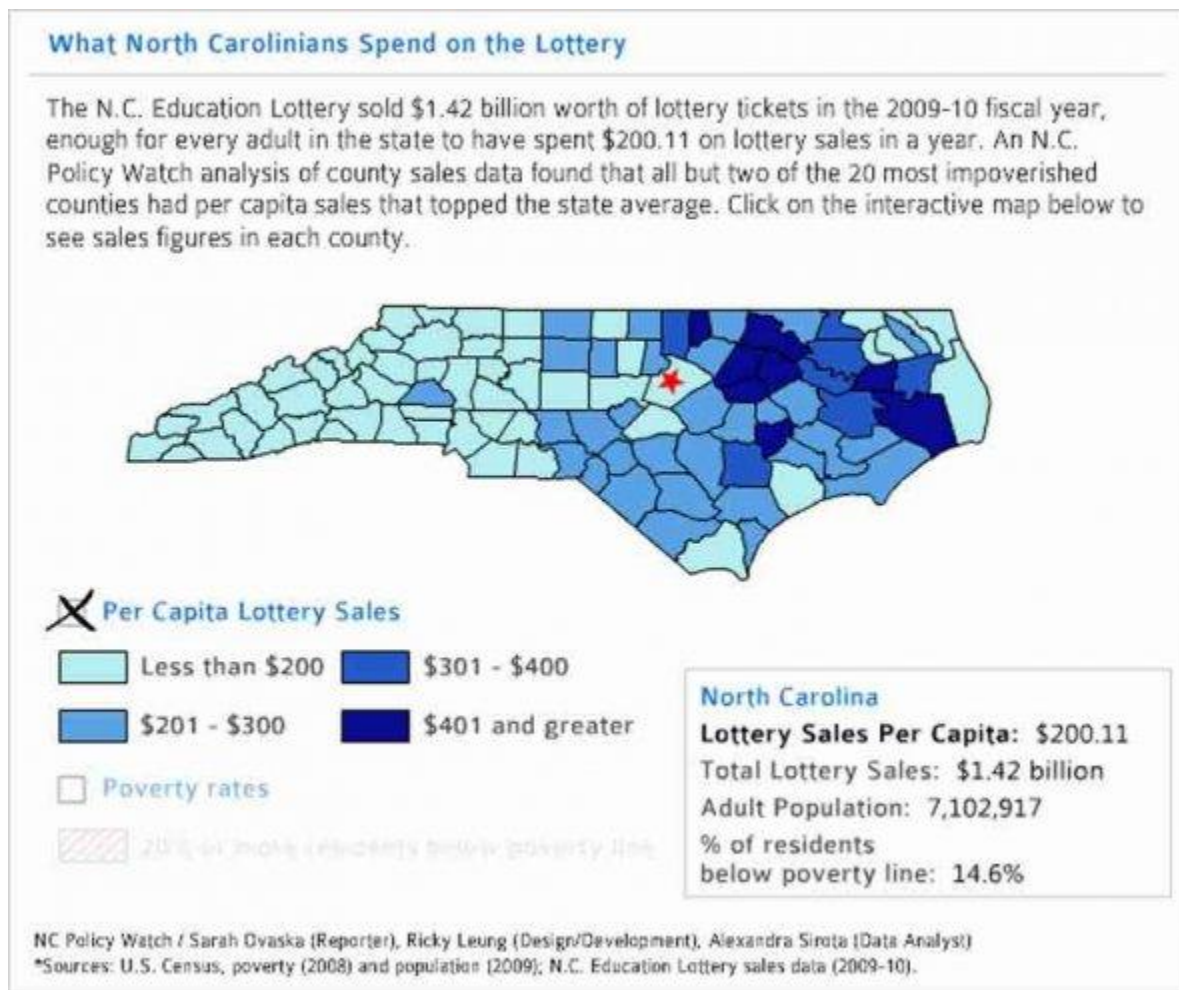 What North Carolinians Spend on the Lottery
The N.C. Education Lottery sold $1.42 billion worth of lottery tickets in the 2009-10 fiscal year,
enough for every adult in the state to have spent $200.11 on lottery sales in a year. An N.C.
Policy Watch analysis of county sales data found that all but two of the 20 most impoverished
counties had per capita sales that topped the state average. Click on the interactive map below to
see sales figures in each county.
Per Capita Lottery Sales
Less than $200 $301 - $400
$201 - $300 $401 and greater
Poverty rates
20% or more residents below poverty line
North Carolina
Lottery Sales Per Capita: $200.11
Total Lottery Sales: $1.42 billion
Adult Population: 7,102,917
% of residents
below poverty line: 14.6%
NC Policy Watch / Sarah Ovaska (Reporter), Ricky Leung (Design/Development), Alexandra Sirota (Data Analyst)
*Sources: U.S. Census, poverty (2008) and population (2009); N.C. Education Lottery sales data (2009-10).